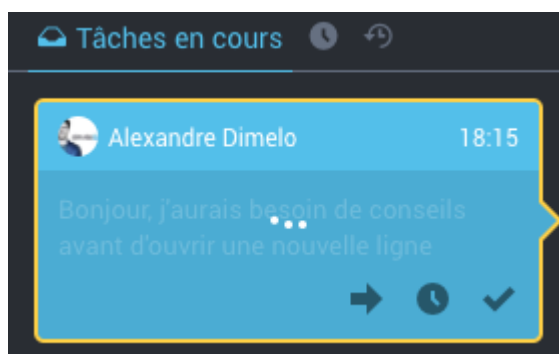 Tâches en cours
Alexandre Dimelo 18:15
Bonjour, j'aurais besoin de conseils
avant d'ouvrir une nouvelle ligne